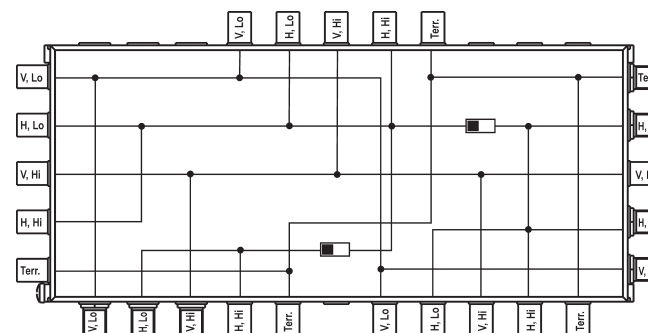 V, Lo
H, Lo
V, Hi
H, Hi
Terr.
V, Lo
H, Lo
V, Hi
H, Hi
Terr.
Te
H,
V,
H,
V,
V, Lo
H, Lo
V, Hi
H, Hi
Terr.
V, Lo
H, Lo
V, Hi
H, Hi
Terr.